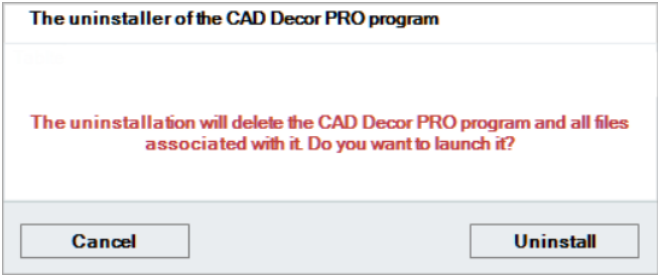 The uninstaller of the CAD Decor PRO program
The uninstallation will delete the CAD Decor PRO program and all files
associated with it. Do you want to launch it?
Cancel
Uninstall